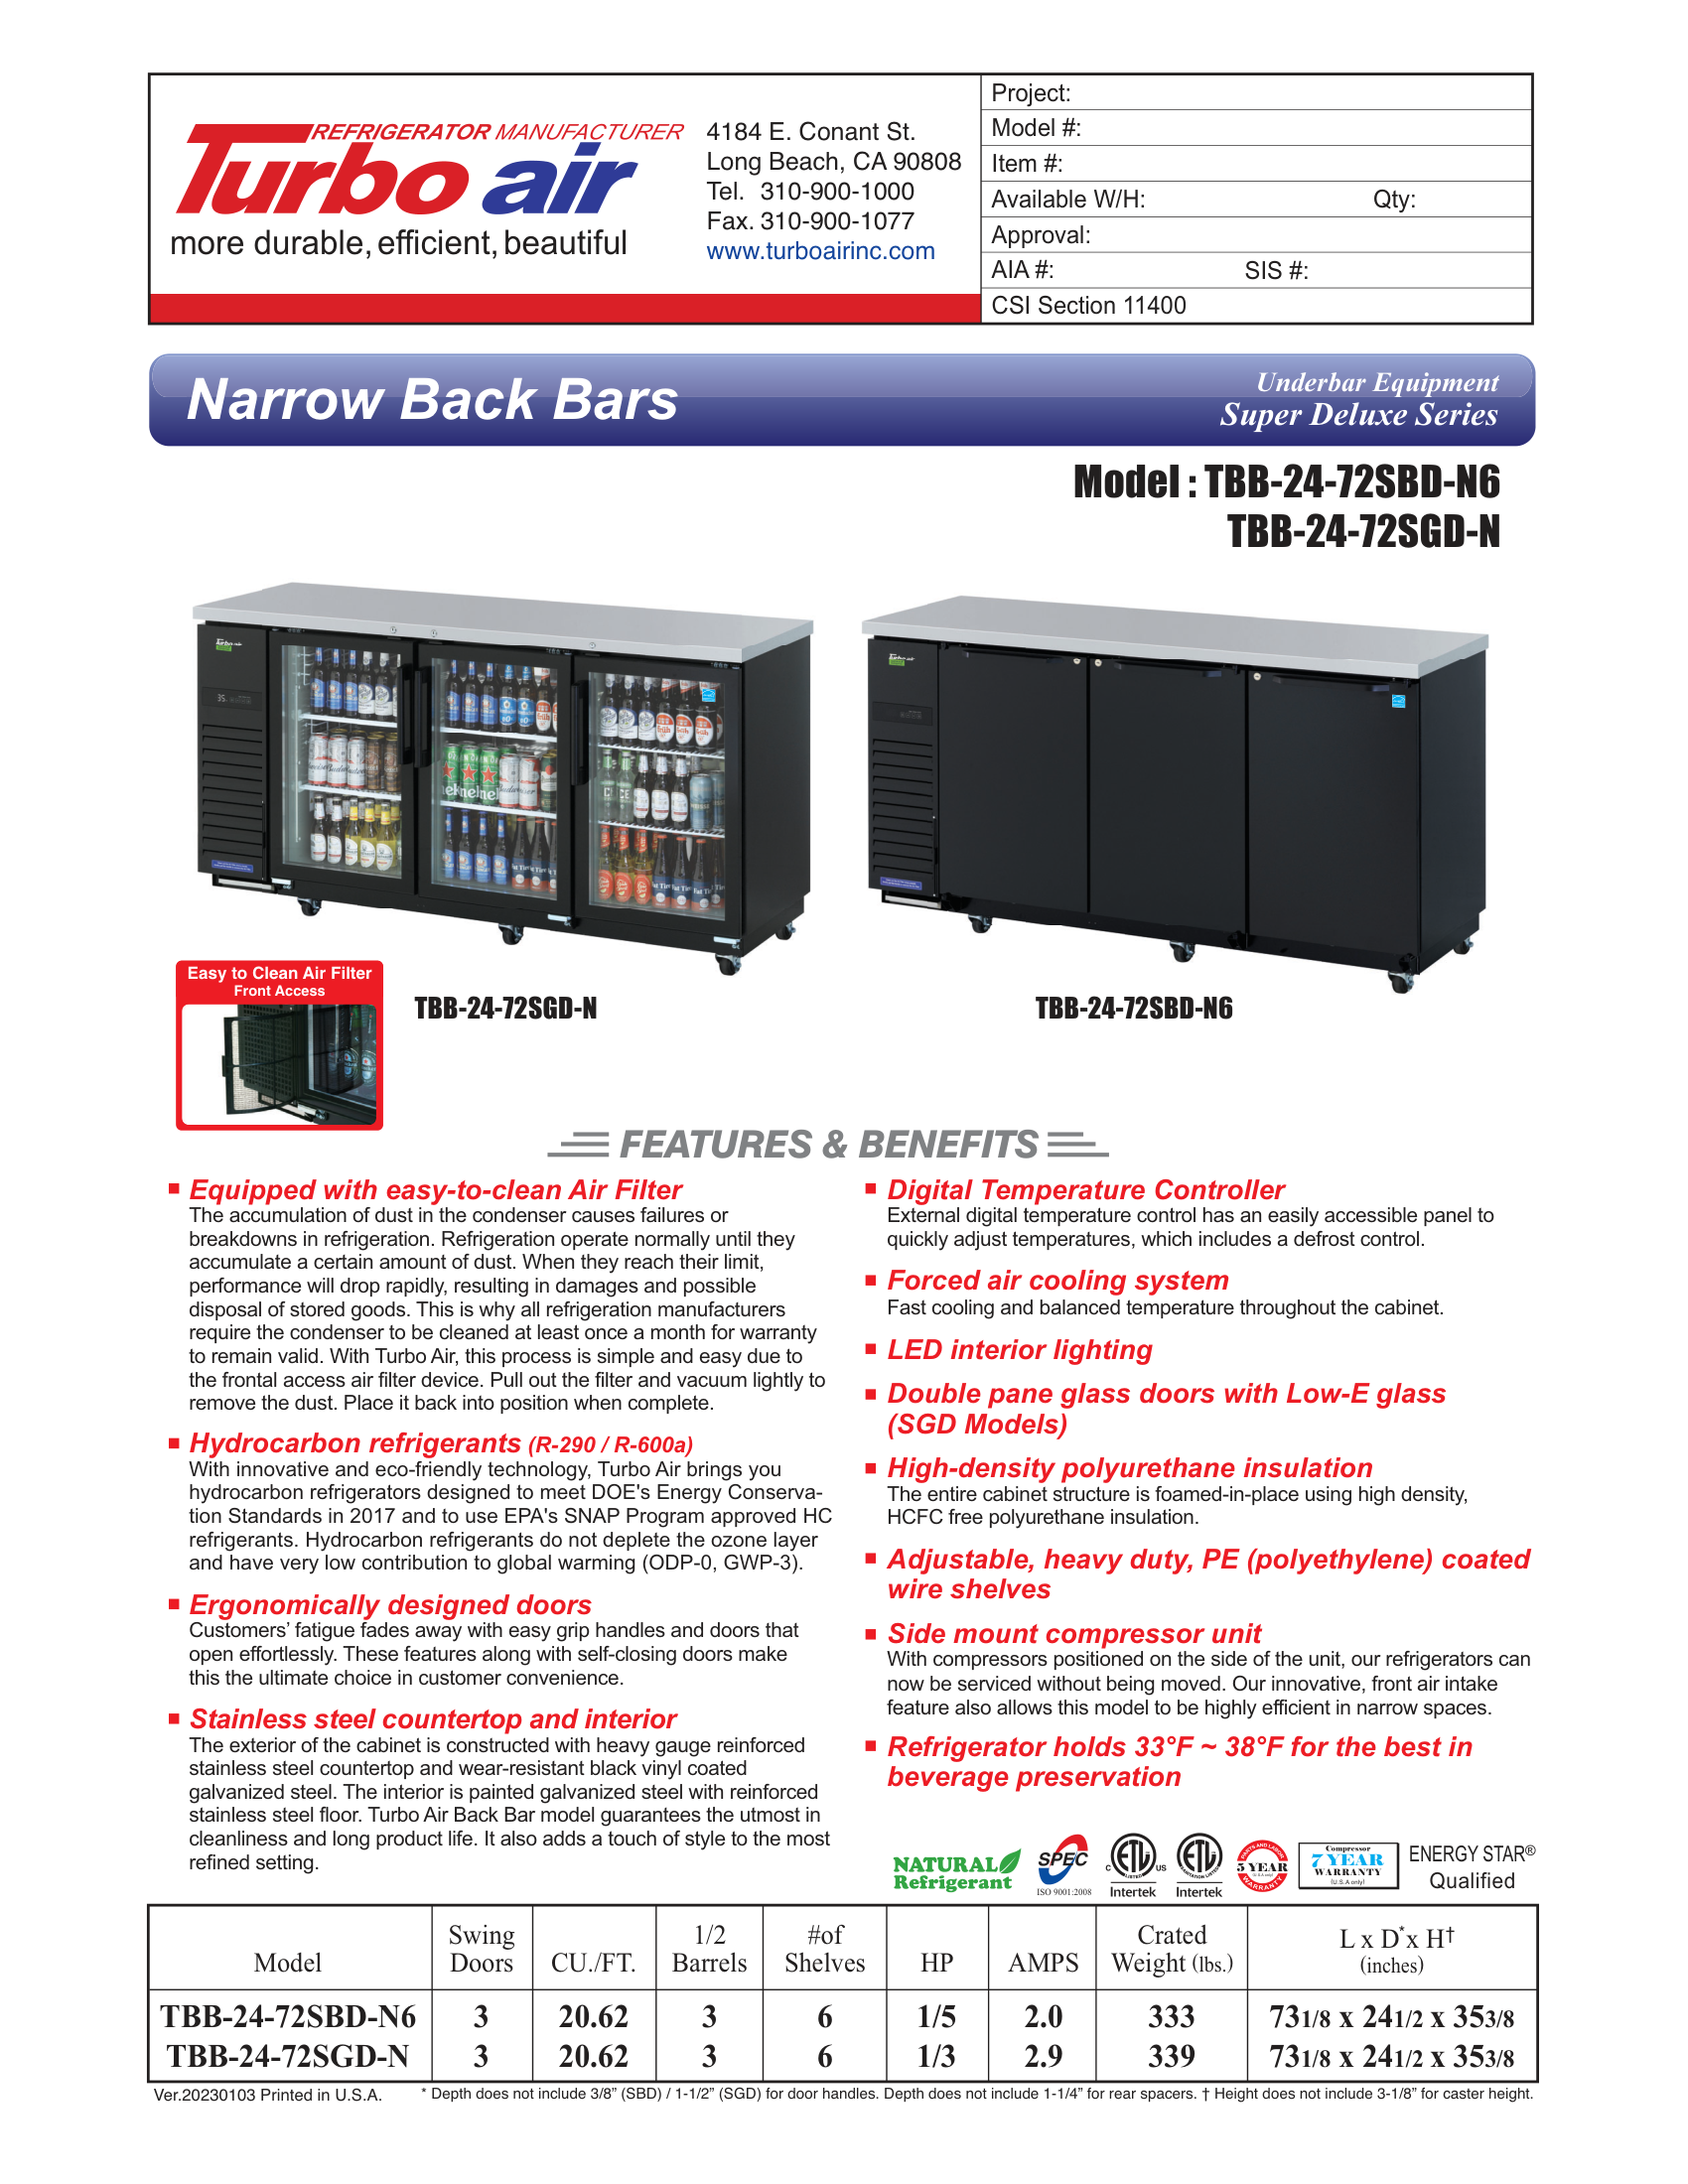 REFRIGERATOR MANUFACTURER
Turbo air
more durable, efficient, beautiful
4184 E. Conant St.
Long Beach, CA 90808
Tel. 310-900-1000
Fax. 310-900-1077
www.turboairinc.com
Project:
Model #:
Item #:
Available W/H: Qty:
Approval:
AIA #: SIS #:
CSI Section 11400
Narrow Back Bars
Underbar Equipment
Super Deluxe Series
Model : TBB-24-72SBD-N6
TBB-24-72SGD-N
Easy to Clean Air Filter
Front Access
TBB-24-72SGD-N
TBB-24-72SBD-N6
FEATURES & BENEFITS
Equipped with easy-to-clean Air Filter
The accumulation of dust in the condenser causes failures or
breakdowns in refrigeration. Refrigeration operate normally until they
accumulate a certain amount of dust. When they reach their limit,
performance will drop rapidly, resulting in damages and possible
disposal of stored goods. This is why all refrigeration manufacturers
require the condenser to be cleaned at least once a month for warranty
to remain valid. With Turbo Air, this process is simple and easy due to
the frontal access air filter device. Pull out the filter and vacuum lightly to
remove the dust. Place it back into position when complete.
Hydrocarbon refrigerants (R-290 / R-600a)
With innovative and eco-friendly technology, Turbo Air brings you
hydrocarbon refrigerators designed to meet DOE's Energy Conserva-
tion Standards in 2017 and to use EPA's SNAP Program approved HC
refrigerants. Hydrocarbon refrigerants do not deplete the ozone layer
and have very low contribution to global warming (ODP-0, GWP-3).
Ergonomically designed doors
Customers’ fatigue fades away with easy grip handles and doors that
open effortlessly. These features along with self-closing doors make
this the ultimate choice in customer convenience.
Stainless steel countertop and interior
The exterior of the cabinet is constructed with heavy gauge reinforced
stainless steel countertop and wear-resistant black vinyl coated
galvanized steel. The interior is painted galvanized steel with reinforced
stainless steel floor. Turbo Air Back Bar model guarantees the utmost in
cleanliness and long product life. It also adds a touch of style to the most
refined setting.
Digital Temperature Controller
External digital temperature control has an easily accessible panel to
quickly adjust temperatures, which includes a defrost control.
Forced air cooling system
Fast cooling and balanced temperature throughout the cabinet.
LED interior lighting
Double pane glass doors with Low-E glass
(SGD Models)
High-density polyurethane insulation
The entire cabinet structure is foamed-in-place using high density,
HCFC free polyurethane insulation.
Adjustable, heavy duty, PE (polyethylene) coated
wire shelves
Side mount compressor unit
With compressors positioned on the side of the unit, our refrigerators can
now be serviced without being moved. Our innovative, front air intake
feature also allows this model to be highly efficient in narrow spaces.
Refrigerator holds 33°F ~ 38°F for the best in
beverage preservation
NATURAL
Refrigerant
SPEC
ISO 9001:2008
C ETL US
LISTED
Intertek
ETL
Intertek
PARTS AND LABOR
5 YEAR
WARRANTY
Compressor
7 YEAR
WARRANTY
(U.S.A only)
ENERGY STAR®
Qualified
Model Swing Doors CU./FT. 1/2 Barrels #of Shelves HP AMPS Crated Weight (lbs.) L x D* x H† (inches)
TBB-24-72SBD-N6 3 20.62 3 6 1/5 2.0 333 731/8 x 241/2 x 353/8
TBB-24-72SGD-N 3 20.62 3 6 1/3 2.9 339 731/8 x 241/2 x 353/8
Ver.20230103 Printed in U.S.A. * Depth does not include 3/8” (SBD) / 1-1/2” (SGD) for door handles. Depth does not include 1-1/4” for rear spacers. † Height does not include 3-1/8” for caster height.